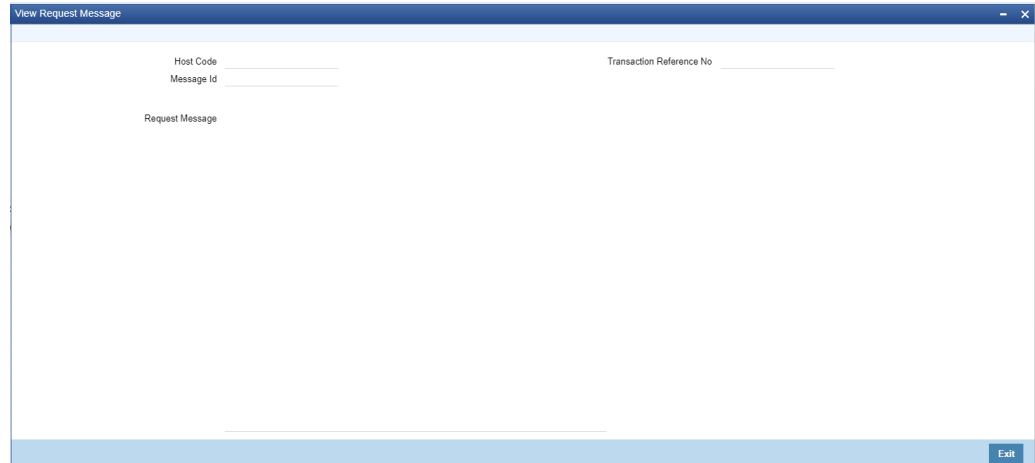 View Request Message
Host Code
Transaction Reference No
Message Id
Request Message
Exit